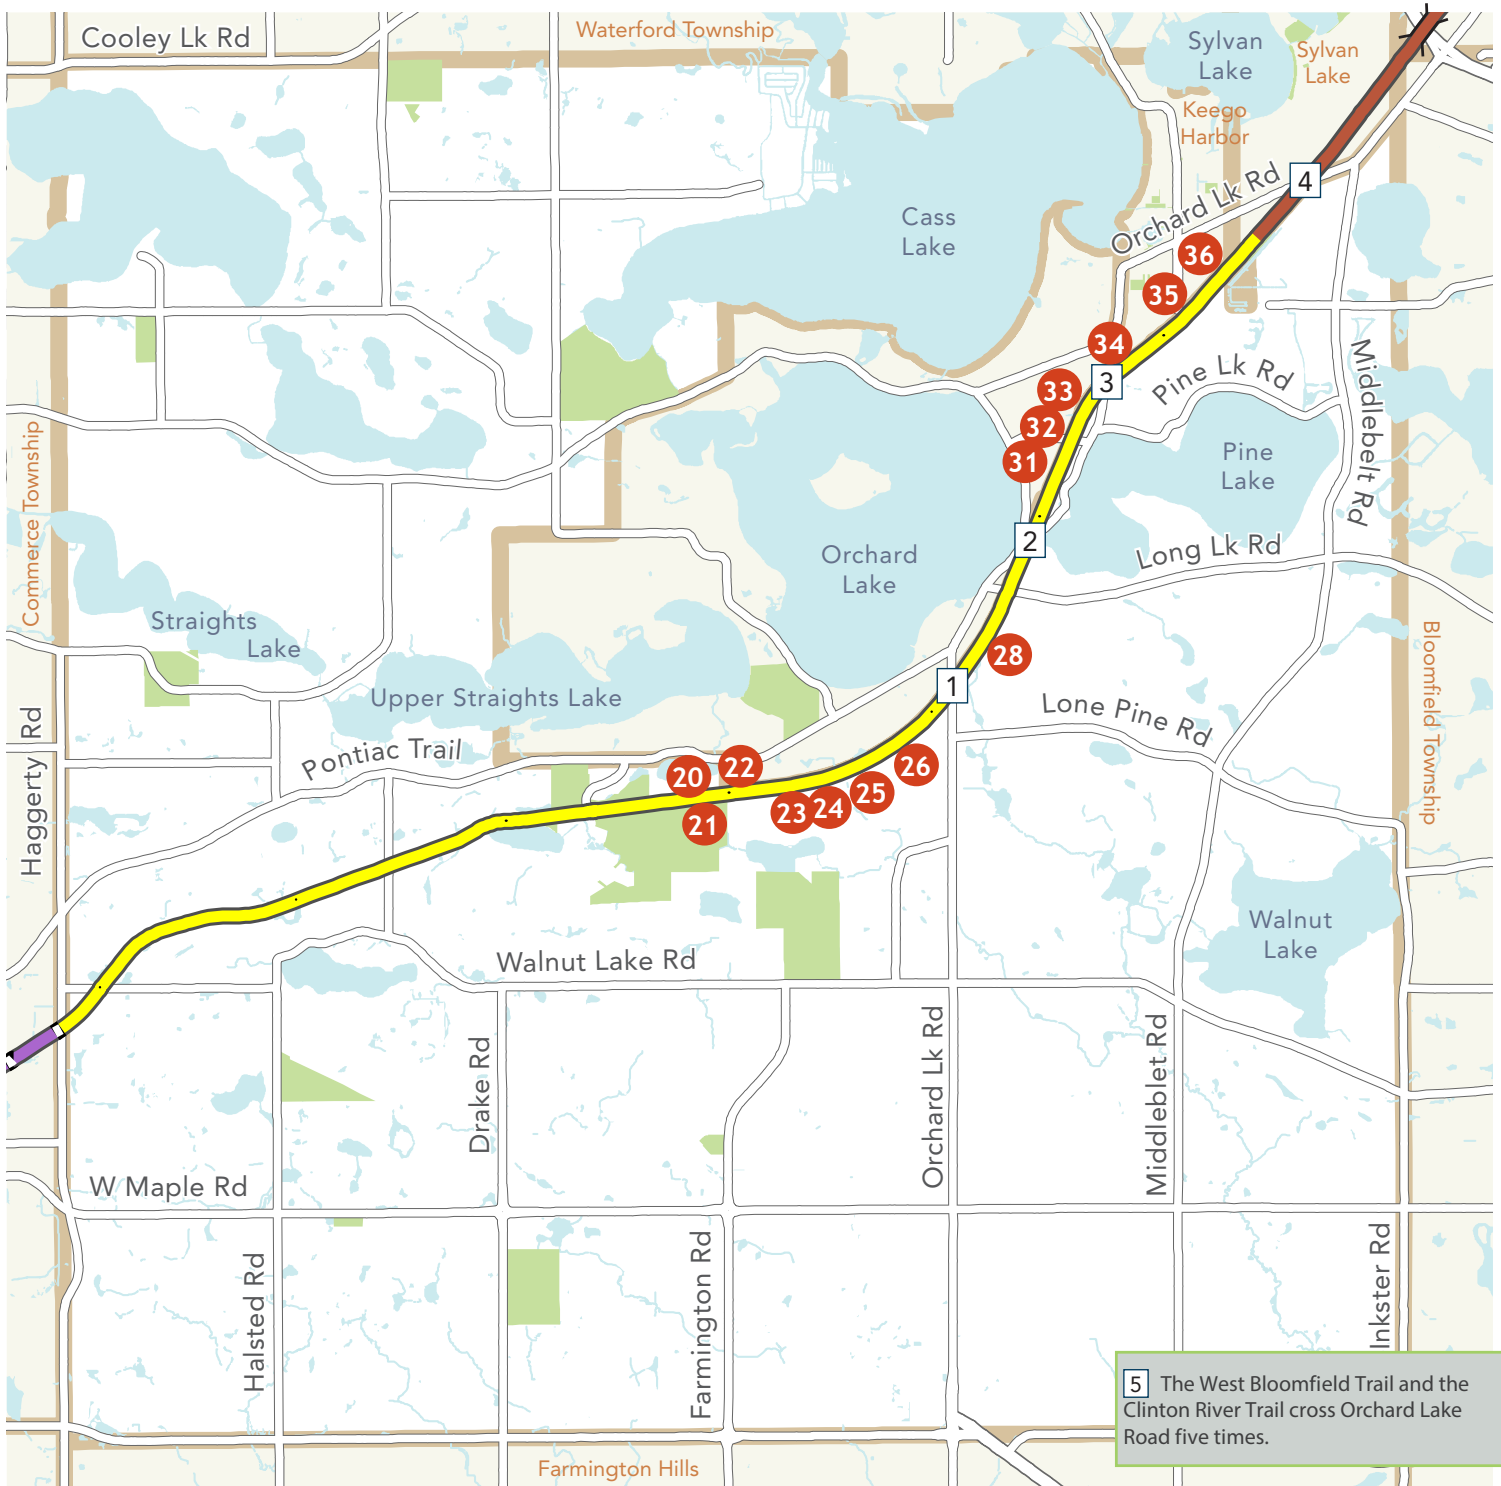 Cooley Lk Rd
Waterford Township
Sylvan
Lake
Sylvan
Lake
Keego
Harbor
Orchard Lk Rd
4
Cass
Lake
36
35
34
3
33
Pine Lk Rd
32
31
Middlebelt Rd
Commerce Township
Pine
Lake
2
Orchard
Lake
Long Lk Rd
Straights
Lake
28
Bloomfield Township
1
Upper Straights Lake
Lone Pine Rd
Haggerty Rd
Pontiac Trail
20
22
26
25
24
23
21
Walnut
Lake
Walnut Lake Rd
Drake Rd
Orchard Lk Rd
Middleblet Rd
W Maple Rd
Halsted Rd
Farmington Rd
Inkster Rd
5 The West Bloomfield Trail and the
Clinton River Trail cross Orchard Lake
Road five times.
Farmington Hills